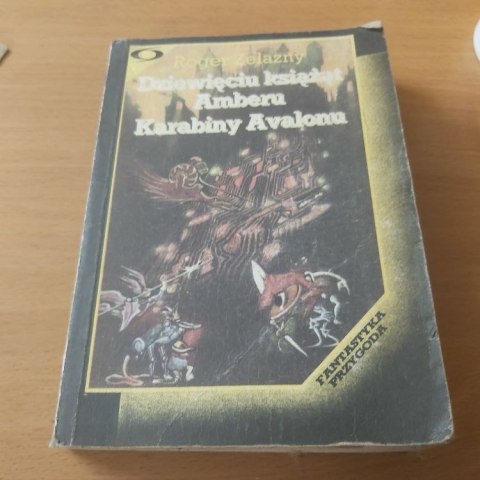 Roger Zelazny
Dziewięciu książąt
Amberu
Karabiny Avalonu
FANTASTYKA
PRZYGODA